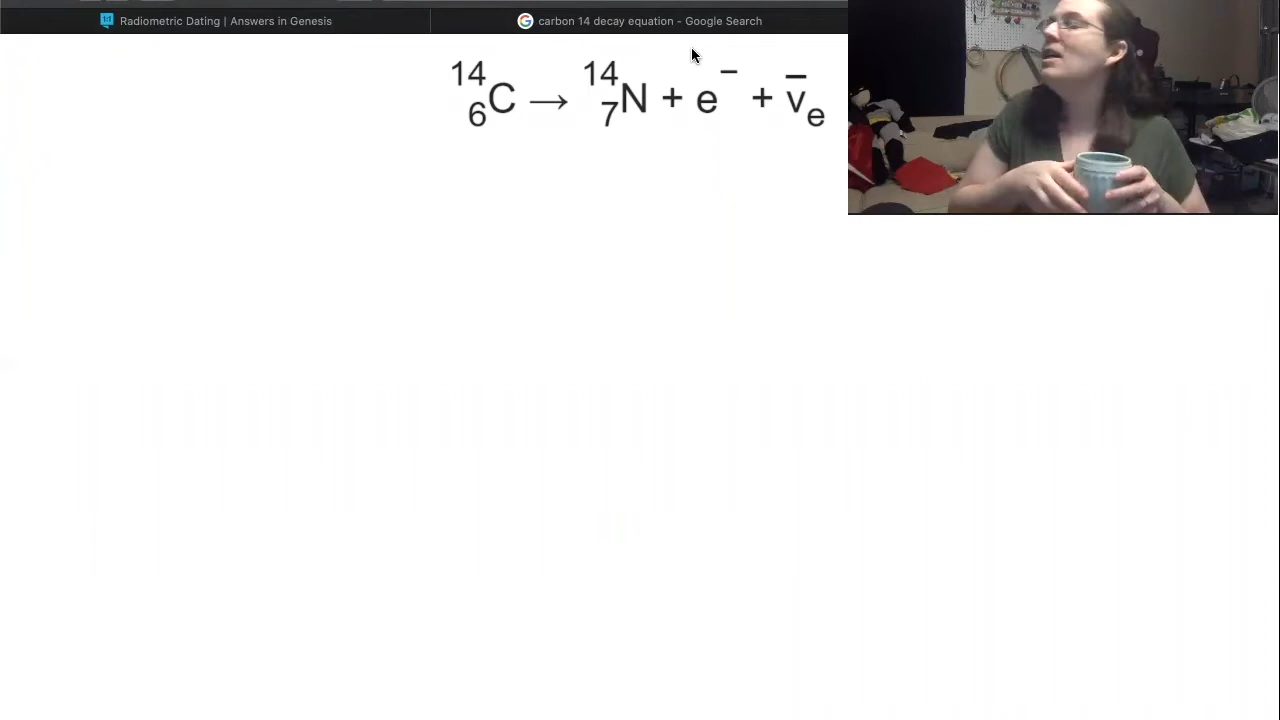 Radiometric Dating | Answers in Genesis
carbon 14 decay equation - Google Search
¹⁴₆C → ¹⁴₇N + e⁻ + v̅ₑ